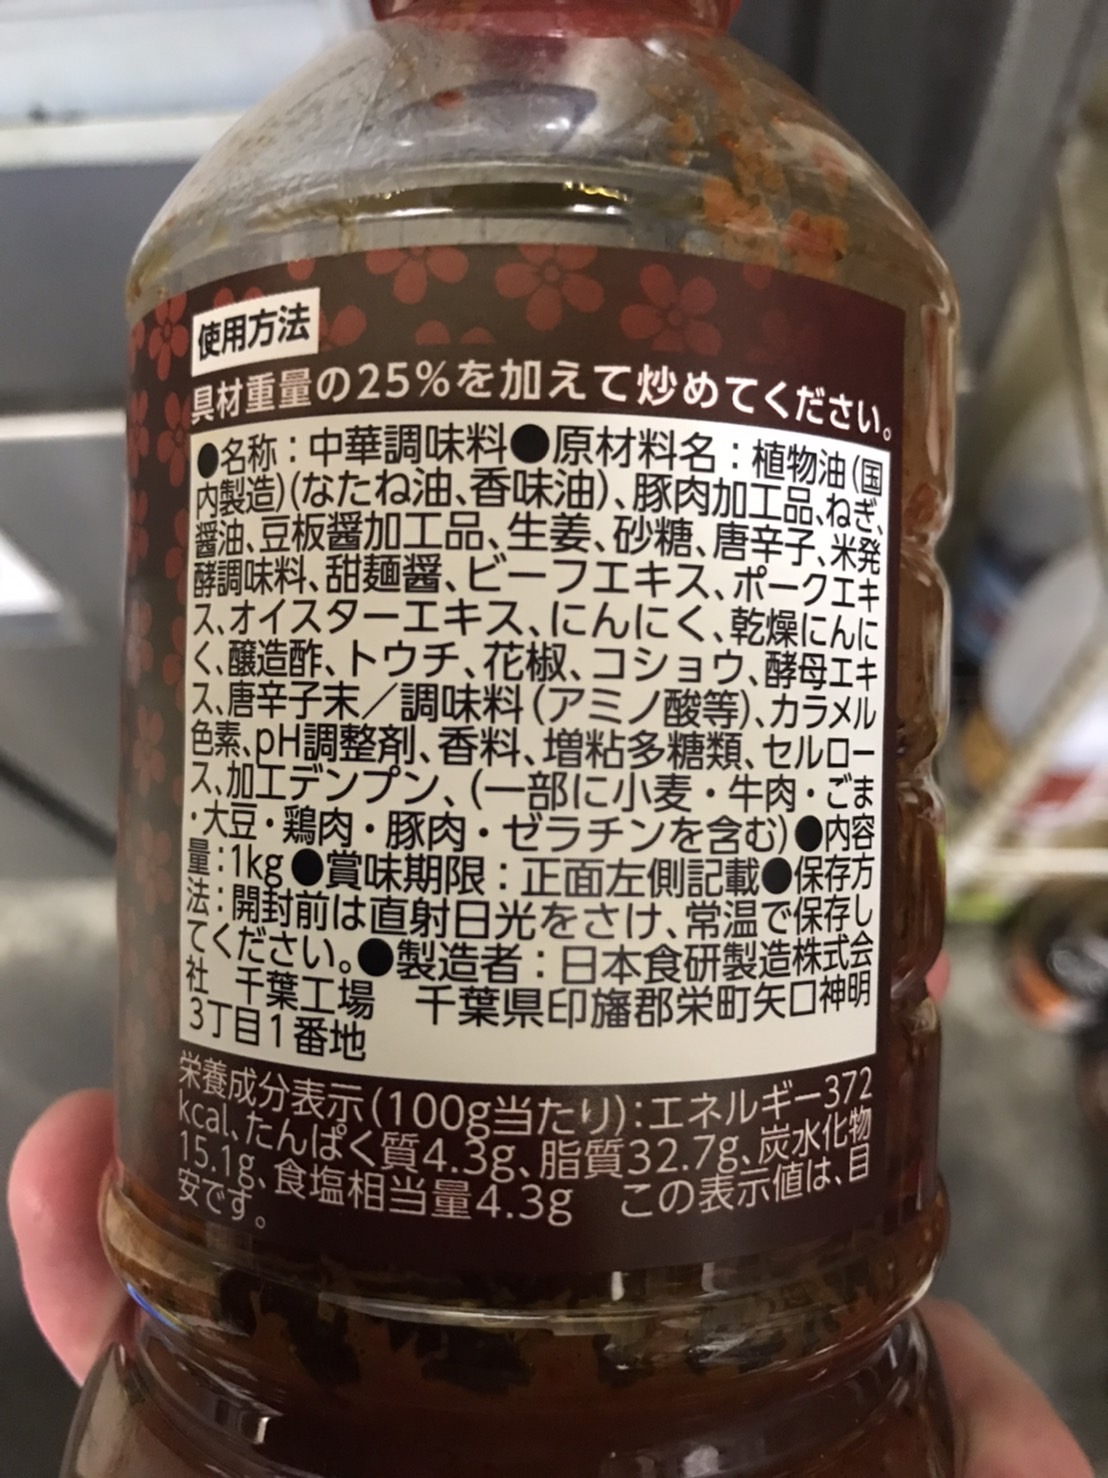 使用方法
具材重量の25%を加えて炒めてください。
●名称：中華調味料●原材料名：植物油(国
内製造)(なたね油、香味油)、豚肉加工品、ねぎ、
醤油、豆板醤加工品、生姜、砂糖、唐辛子、米発
酵調味料、甜麺醤、ビーフエキス、ポークエキ
ス、オイスターエキス、にんにく、乾燥にんに
く、醸造酢、トウチ、花椒、コショウ、酵母エキ
ス、唐辛子末／調味料(アミノ酸等)、カラメル
色素、pH調整剤、香料、増粘多糖類、セルロー
ス、加工デンプン、(一部に小麦・牛肉・ごま
・大豆・鶏肉・豚肉・ゼラチンを含む)●内容
量：1kg●賞味期限：正面左側記載●保存方
法：開封前は直射日光をさけ、常温で保存し
てください。●製造者：日本食研製造株式会
社　千葉工場　千葉県印旛郡栄町矢口神明
3丁目1番地
栄養成分表示(100g当たり)：エネルギー372
kcal、たんぱく質4.3g、脂質32.7g、炭水化物
15.1g、食塩相当量4.3g　この表示値は、目
安です。